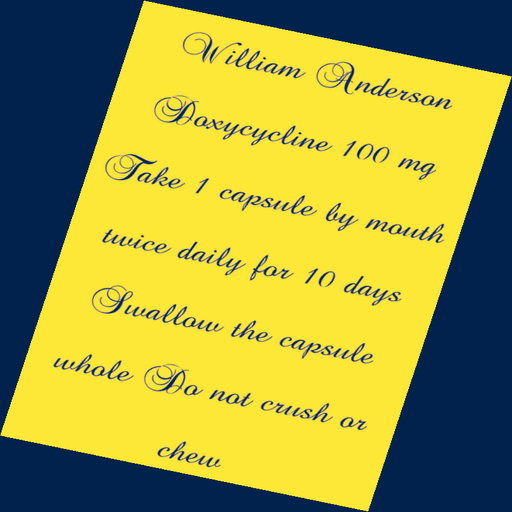 William Anderson
Doxycycline 100 mg
Take 1 capsule by mouth
twice daily for 10 days
Swallow the capsule
whole Do not crush or
chew